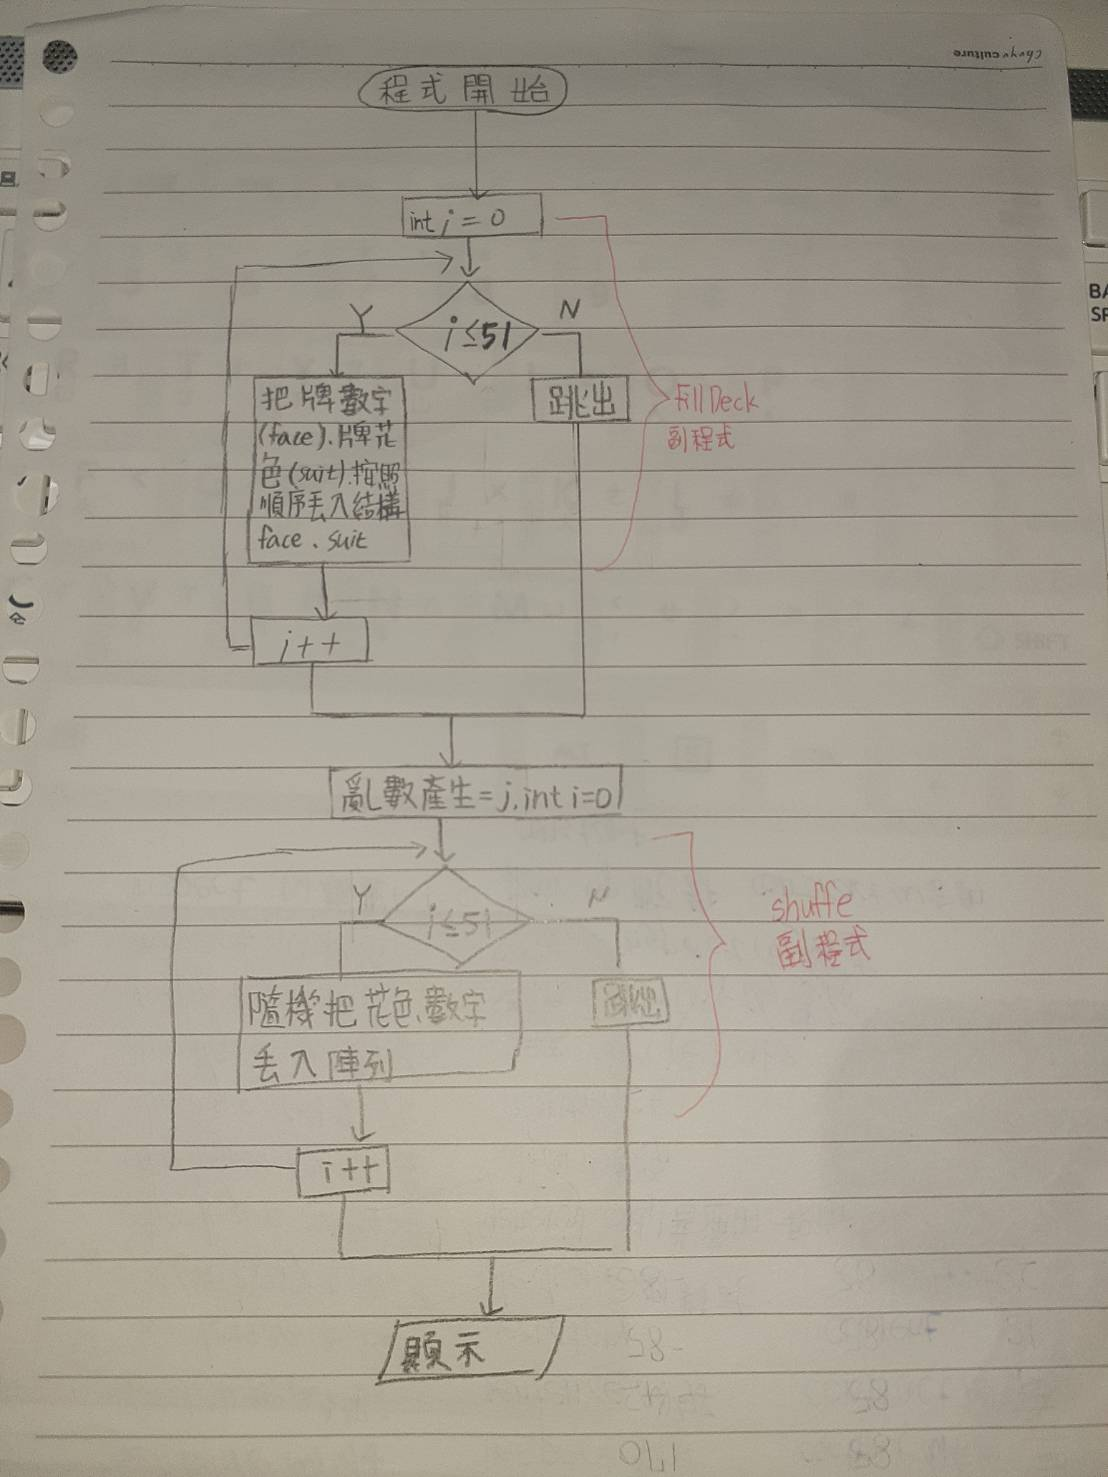 程式開始
int i = 0
i≤51
Y
N
把牌數字
(face)、牌花
色(suit).按照
順序丟入結構
face、suit
跳出
Fill Deck
副程式
i++
亂數產生=j,int i=0
i≤51
Y
N
隨機把花色、數字
丟入陣列
跳出
shuffe
副程式
i++
顯示